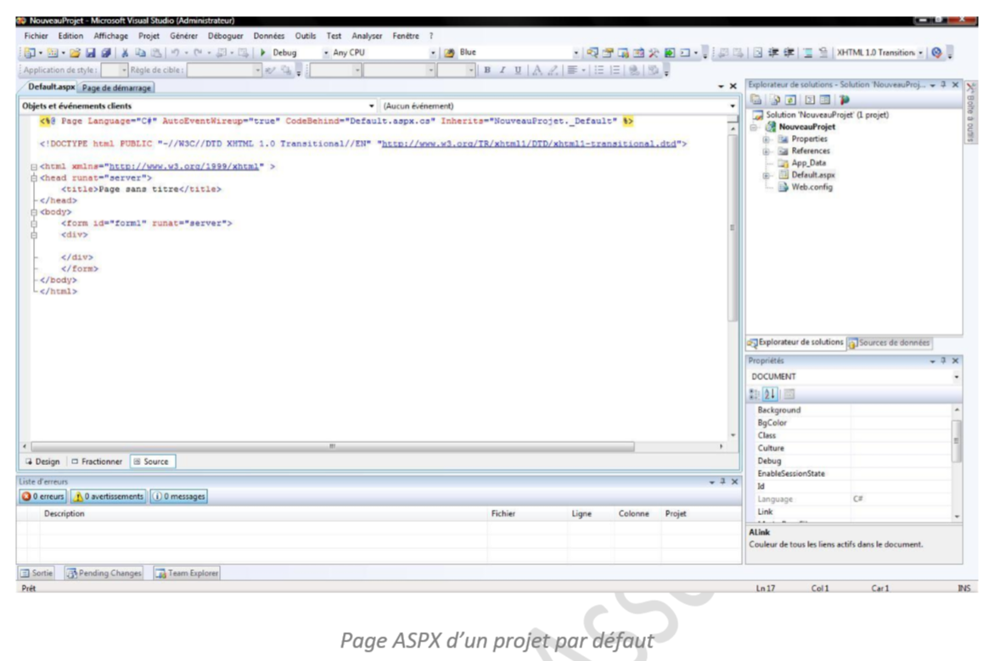 NouveauProjet - Microsoft Visual Studio (Administrateur)
Fichier Edition Affichage Projet Générer Déboguer Données Outils Test Analyser Fenêtre ?
Debug Any CPU Blue XHTML 1.0 Transition
Application de style : Règle de cible : B I U A
Default.aspx Page de démarrage
Objets et événements clients (Aucun événement)
<%@ Page Language="C#" AutoEventWireup="true" CodeBehind="Default.aspx.cs" Inherits="NouveauProjet._Default" %>
<!DOCTYPE html PUBLIC "-//W3C//DTD XHTML 1.0 Transitional//EN" "http://www.w3.org/TR/xhtml1/DTD/xhtml1-transitional.dtd">
<html xmlns="http://www.w3.org/1999/xhtml" >
<head runat="server">
<title>Page sans titre</title>
</head>
<body>
<form id="form1" runat="server">
<div>
</div>
</form>
</body>
</html>
Design Fractionner Source
Liste d'erreurs
0 erreurs 0 avertissements 0 messages
Description Fichier Ligne Colonne Projet
Sortie Pending Changes Team Explorer
Prêt Ln 17 Col 1 Car 1 INS
Explorateur de solutions - Solution 'NouveauProj...
Solution 'NouveauProjet' (1 projet)
NouveauProjet
Properties
References
App_Data
Default.aspx
Web.config
Explorateur de solutions Sources de données
Boîte à outils
Propriétés
DOCUMENT
Background
BgColor
Class
Culture
Debug
EnableSessionState
Id
Language C#
Link
ALink
Couleur de tous les liens actifs dans le document.
Page ASPX d'un projet par défaut